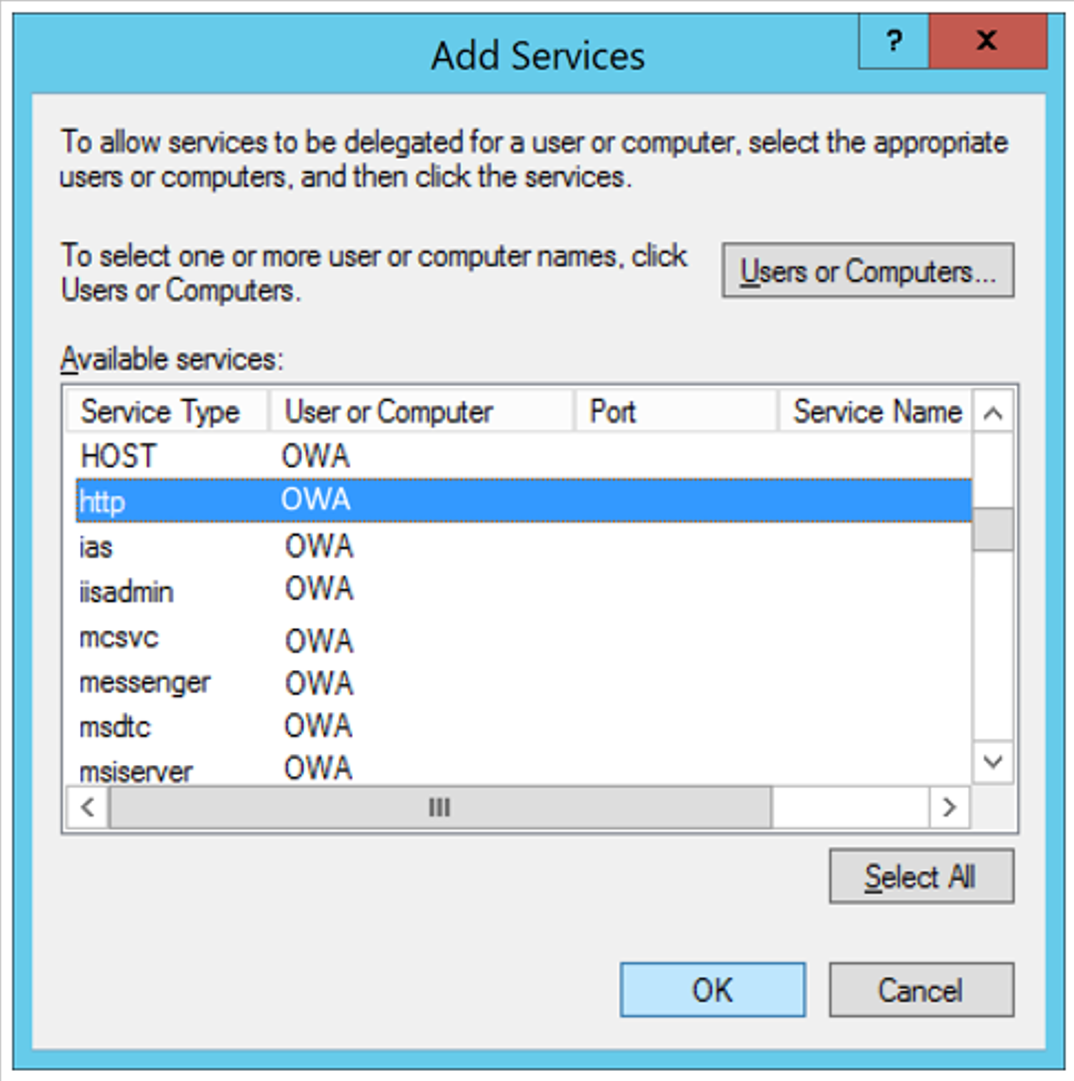 Add Services
?
x
To allow services to be delegated for a user or computer, select the appropriate
users or computers, and then click the services.
To select one or more user or computer names, click
Users or Computers.
Users or Computers...
Available services:
Service Type User or Computer Port Service Name
HOST OWA
http OWA
ias OWA
iisadmin OWA
mcsvc OWA
messenger OWA
msdtc OWA
msiserver OWA
Select All
OK Cancel